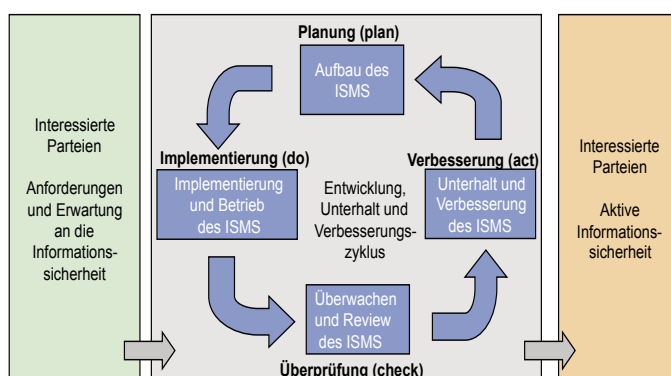 Planung (plan)
Aufbau des
ISMS
Interessierte
Parteien
Anforderungen
und Erwartung
an die
Informations-
sicherheit
Implementierung (do)
Implementierung
und Betrieb
des ISMS
Entwicklung,
Unterhalt und
Verbesserungs-
zyklus
Verbesserung (act)
Unterhalt und
Verbesserung
des ISMS
Überwachen
und Review
des ISMS
Überprüfung (check)
Interessierte
Parteien
Aktive
Informations-
sicherheit